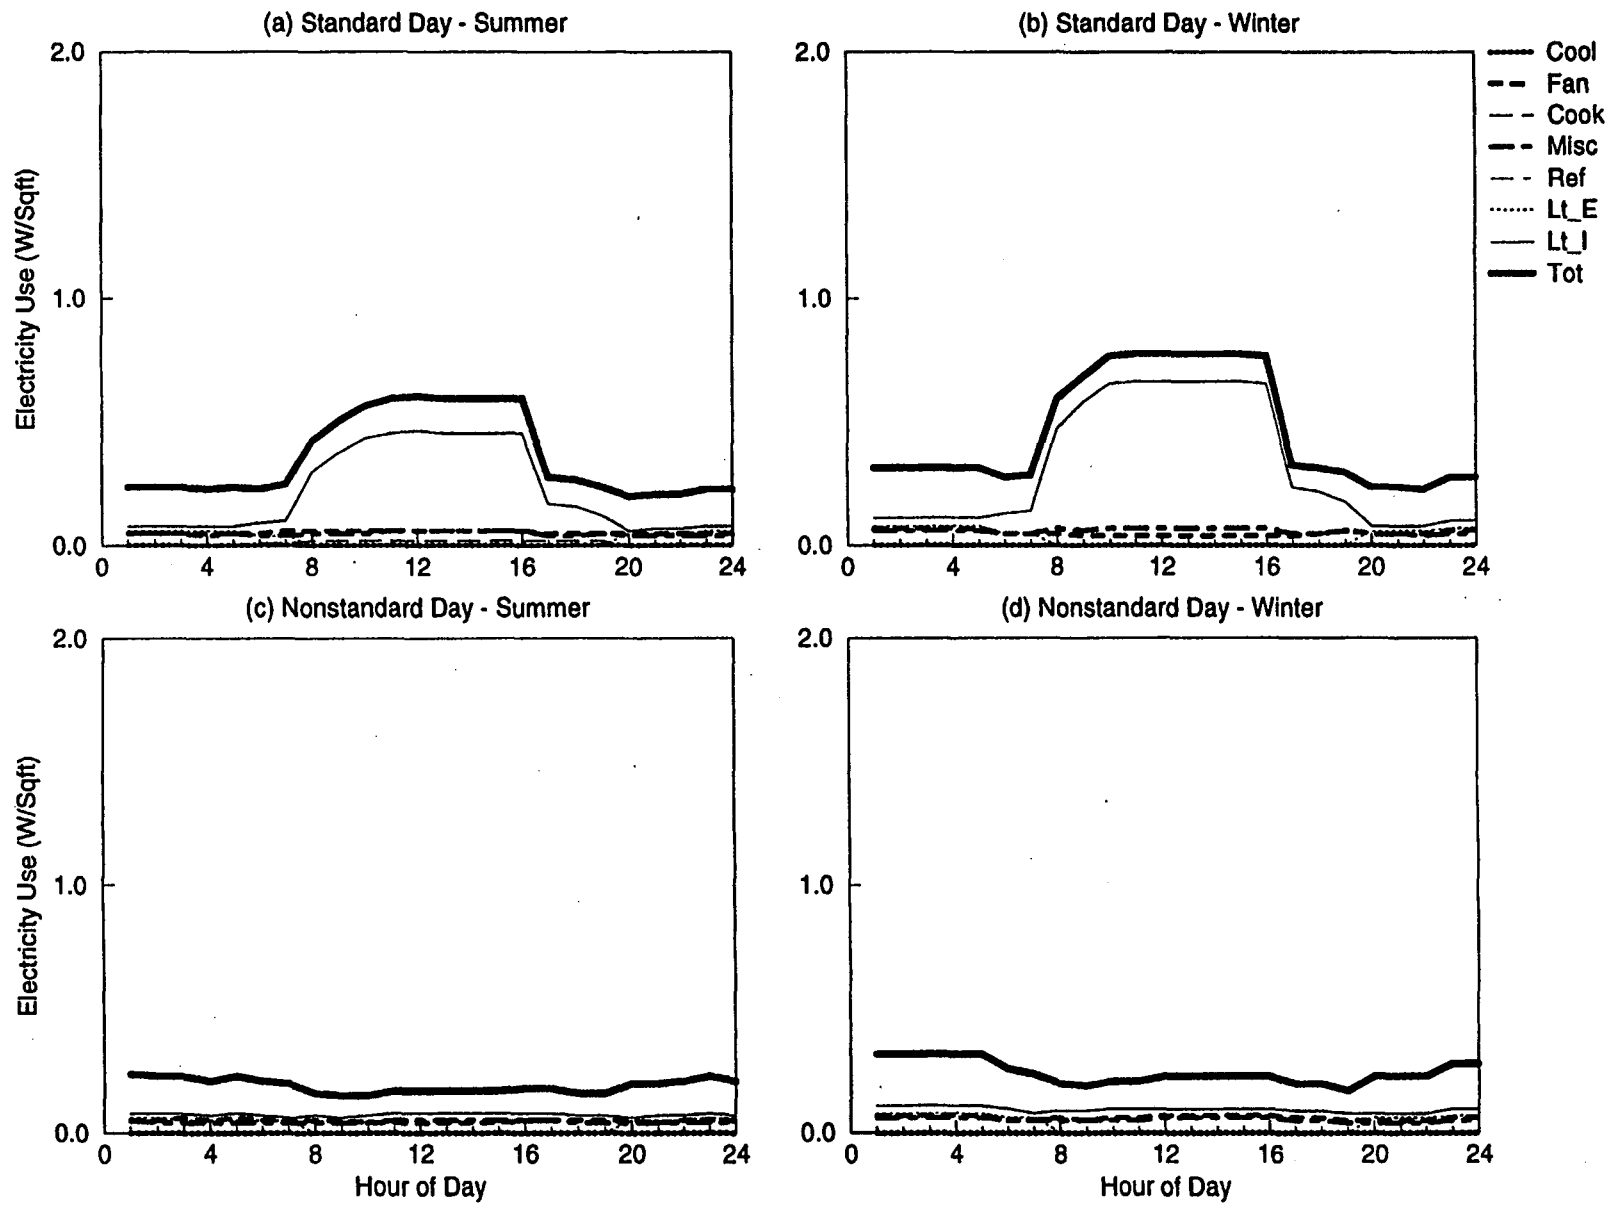 (a) Standard Day - Summer
(b) Standard Day - Winter
Cool
Fan
Cook
Misc
Ref
Lt_E
Lt_I
Tot
Electricity Use (W/Sqft)
2.0
1.0
0.0
0 4 8 12 16 20 24
2.0
1.0
0.0
0 4 8 12 16 20 24
(c) Nonstandard Day - Summer
(d) Nonstandard Day - Winter
Electricity Use (W/Sqft)
2.0
1.0
0.0
0 4 8 12 16 20 24
Hour of Day
2.0
1.0
0.0
0 4 8 12 16 20 24
Hour of Day